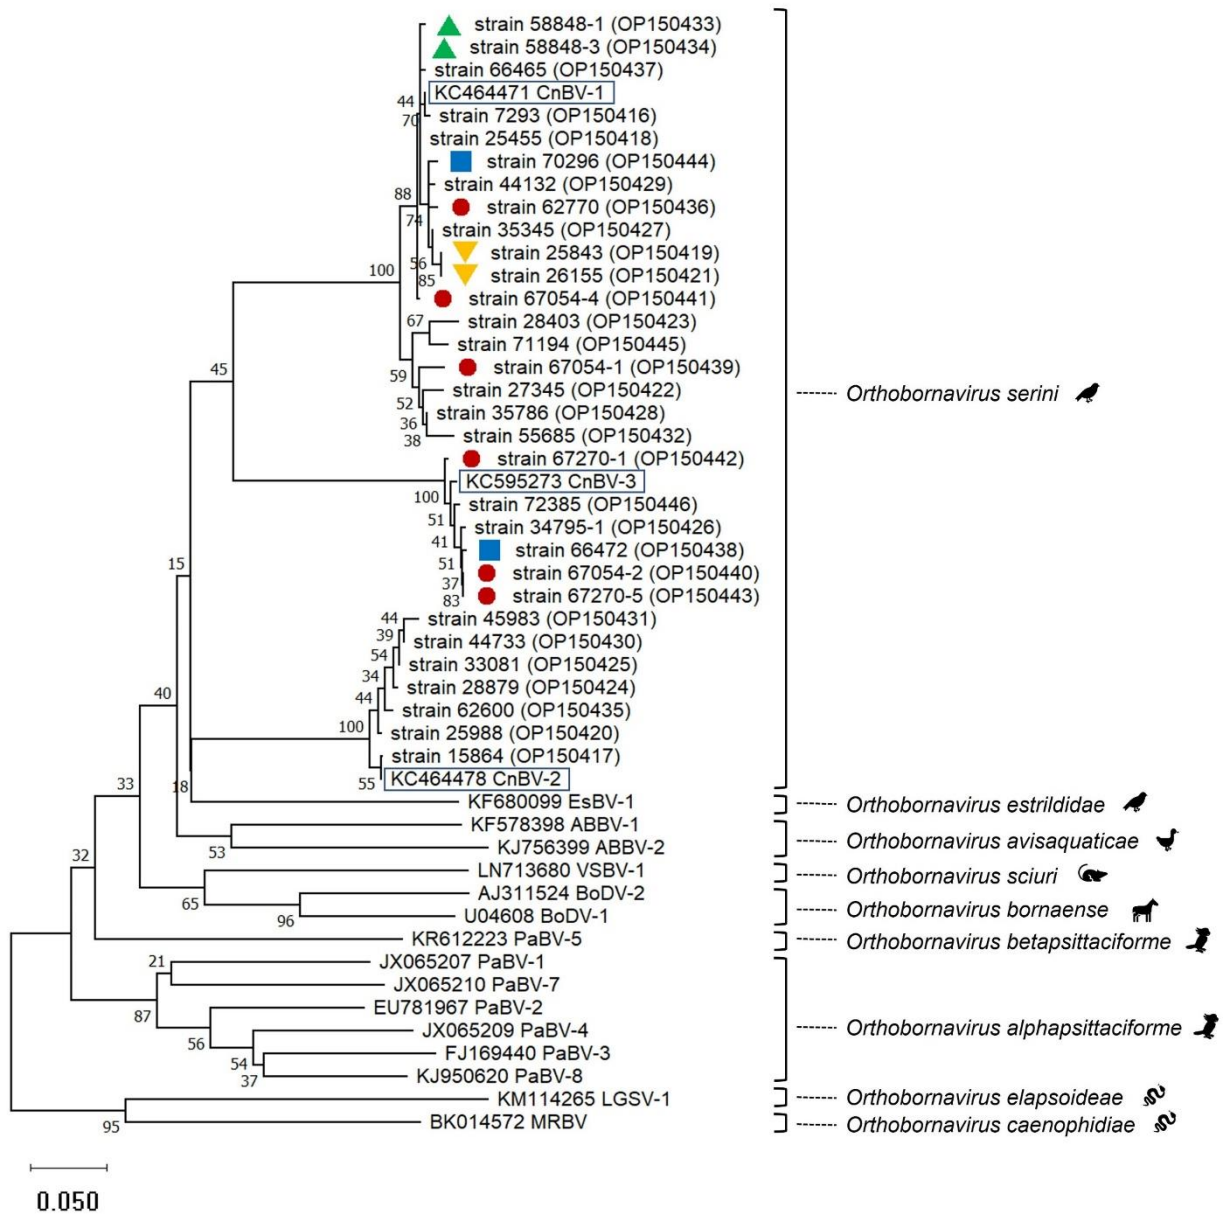 strain 58848-1 (OP150433)
strain 58848-3 (OP150434)
strain 66465 (OP150437)
KC464471 CnBV-1
44
strain 7293 (OP150416)
70
strain 25455 (OP150418)
strain 70296 (OP150444)
strain 44132 (OP150429)
88
strain 62770 (OP150436)
74
strain 35345 (OP150427)
strain 25843 (OP150419)
56
strain 26155 (OP150421)
85
100
strain 67054-4 (OP150441)
67
strain 28403 (OP150423)
strain 71194 (OP150445)
strain 67054-1 (OP150439)
59
45
strain 27345 (OP150422)
Orthobornavirus serini
52
strain 35786 (OP150428)
36
strain 55685 (OP150432)
38
strain 67270-1 (OP150442)
KC595273 CnBV-3
100
strain 72385 (OP150446)
51
strain 34795-1 (OP150426)
41
strain 66472 (OP150438)
51
15
strain 67054-2 (OP150440)
37
strain 67270-5 (OP150443)
83
44
strain 45983 (OP150431)
39
strain 44733 (OP150430)
54
strain 33081 (OP150425)
34
strain 28879 (OP150424)
44
40
strain 62600 (OP150435)
100
strain 25988 (OP150420)
strain 15864 (OP150417)
KC464478 CnBV-2
55
33
18
KF680099 EsBV-1
Orthobornavirus estrildidae
KF578398 ABBV-1
KJ756399 ABBV-2
Orthobornavirus avisaquaticae
53
32
LN713680 VSBV-1
Orthobornavirus sciuri
AJ311524 BoDV-2
65
U04608 BoDV-1
Orthobornavirus bornaense
96
KR612223 PaBV-5
Orthobornavirus betapsittaciforme
21
JX065207 PaBV-1
JX065210 PaBV-7
87
EU781967 PaBV-2
JX065209 PaBV-4
Orthobornavirus alphapsittaciforme
56
FJ169440 PaBV-3
54
KJ950620 PaBV-8
37
KM114265 LGSV-1
Orthobornavirus elapsoideae
BK014572 MRBV
Orthobornavirus caenophidiae
95
0.050